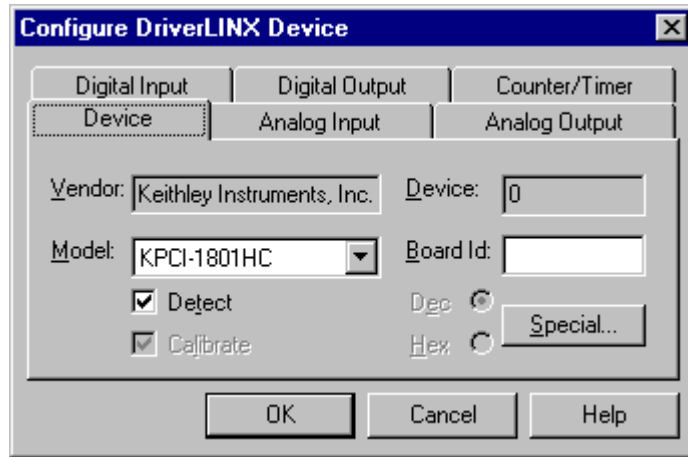 Configure DriverLINX Device
Digital Input Digital Output Counter/Timer
Device Analog Input Analog Output
Vendor: Keithley Instruments, Inc. Device: 0
Model: KPCI-1801HC Board Id:
Detect Dec
Special...
Calibrate Hex
OK Cancel Help